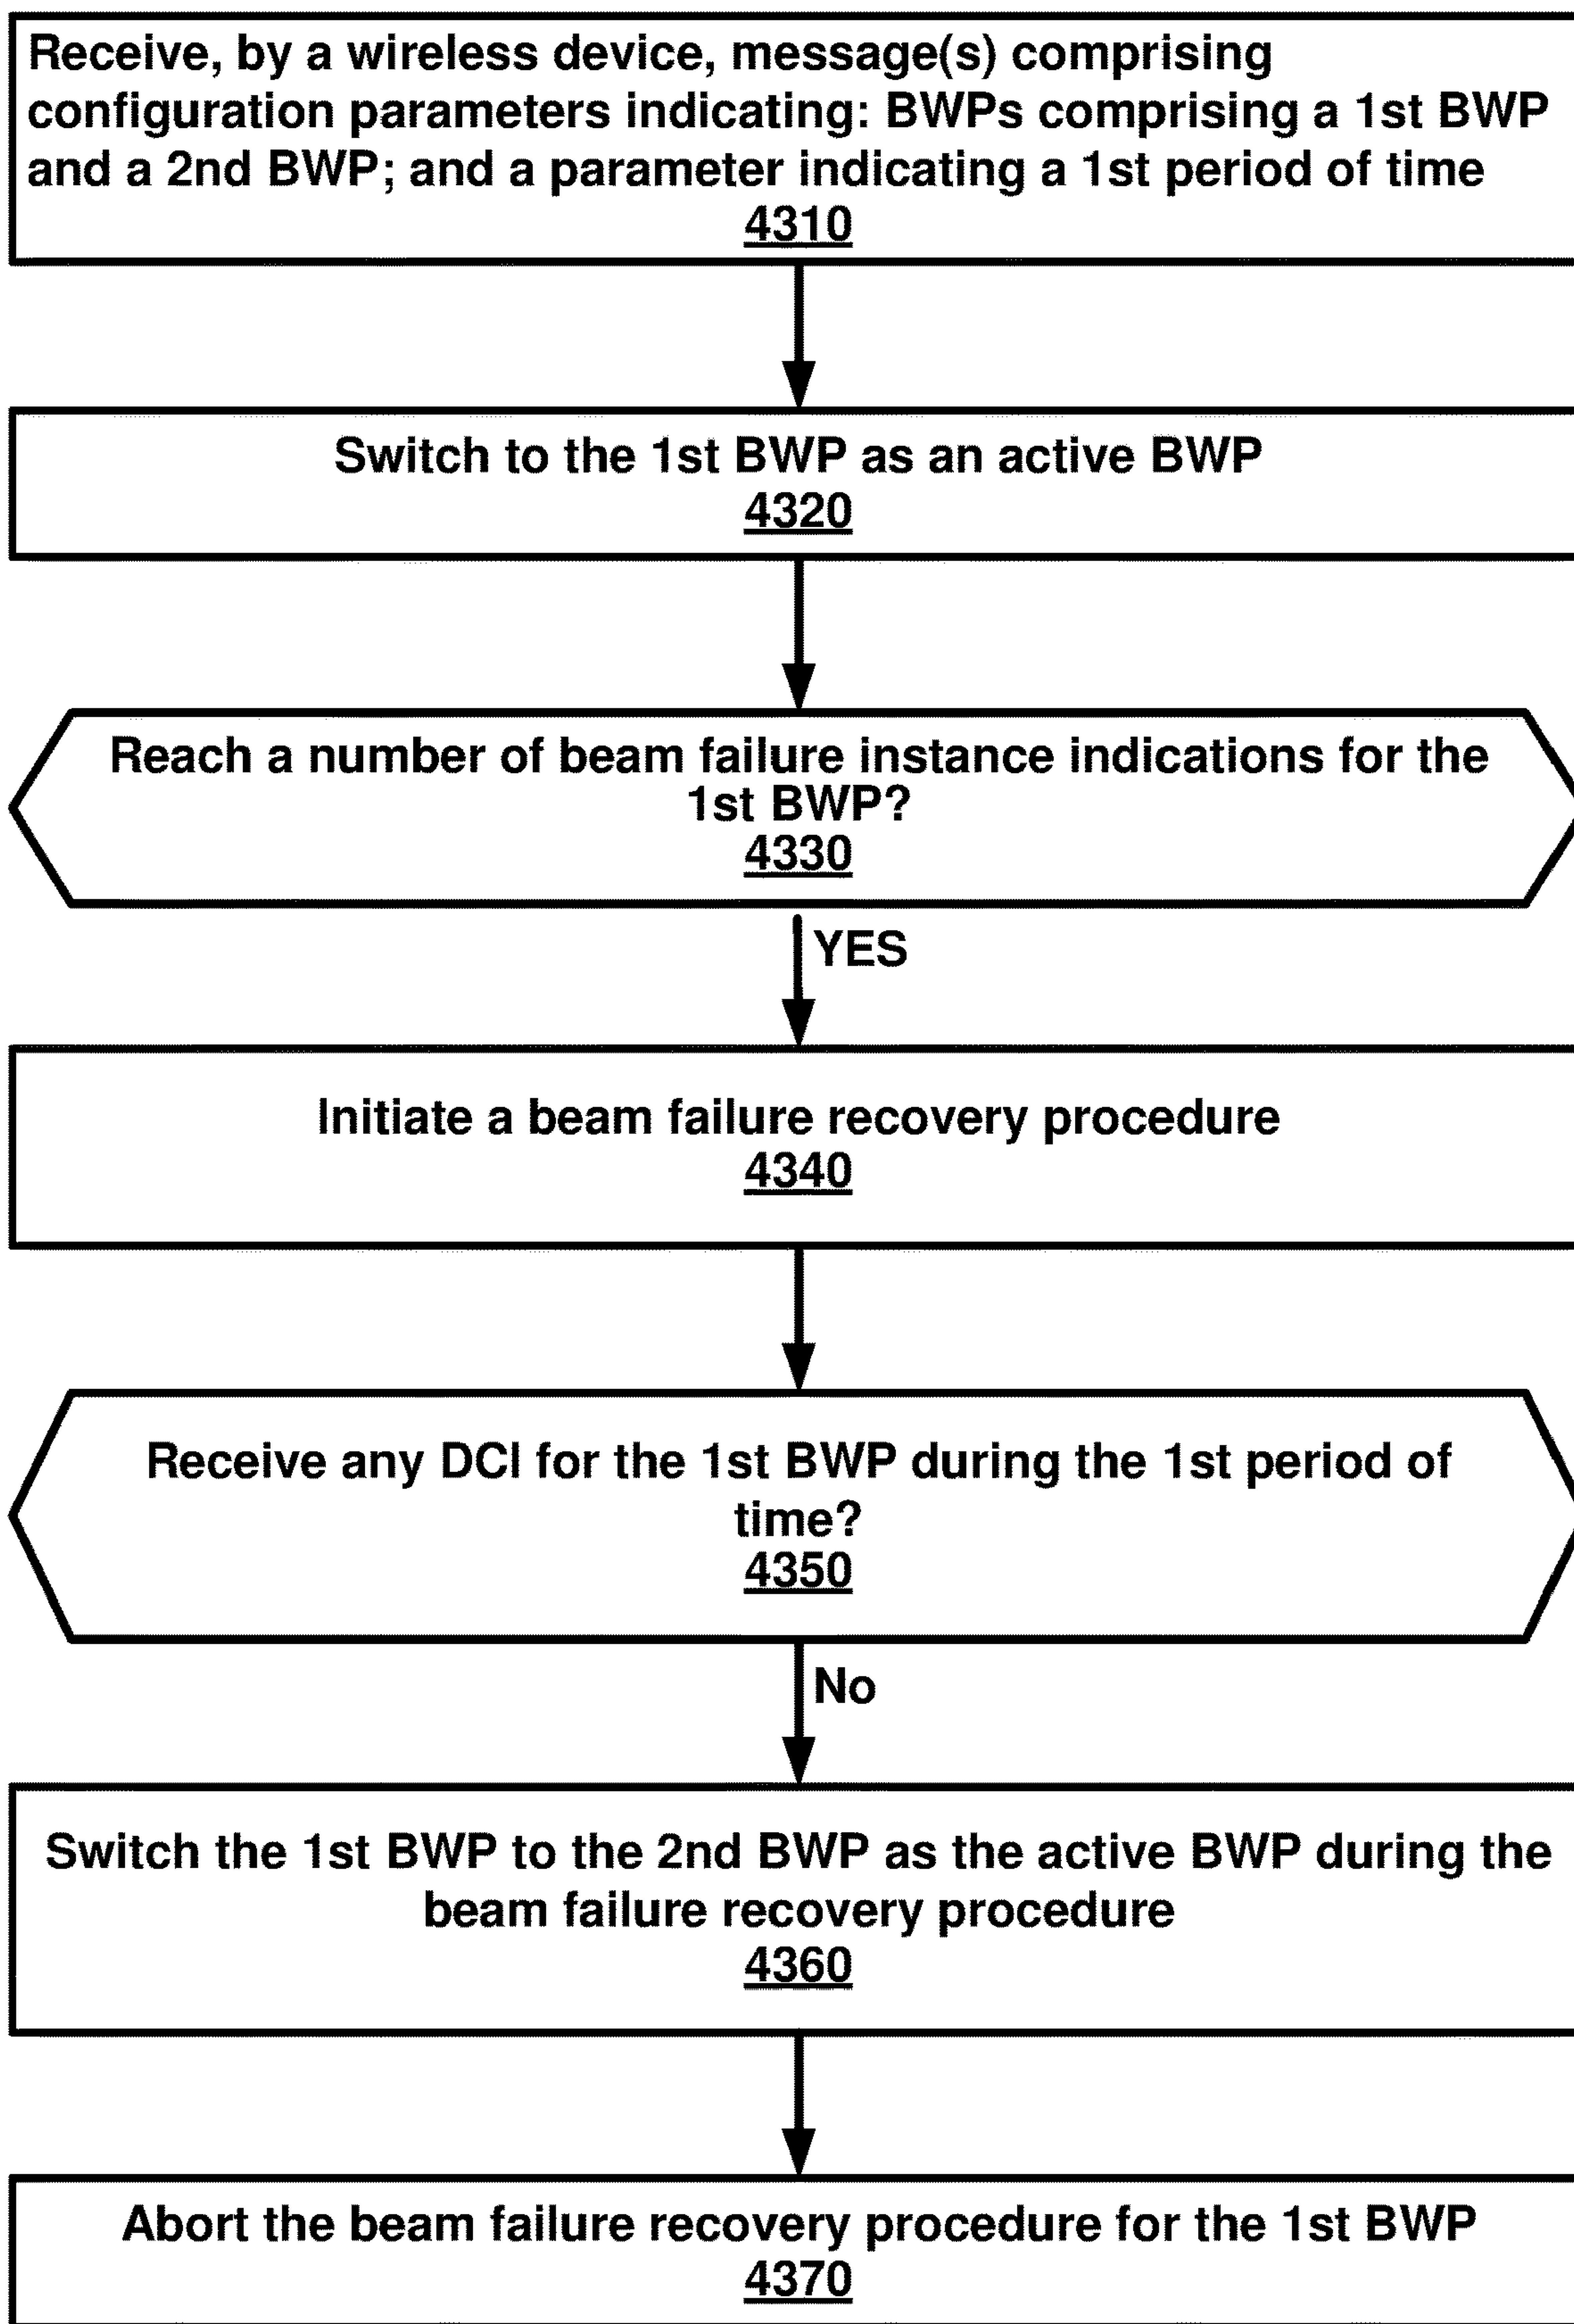 Receive, by a wireless device, message(s) comprising
configuration parameters indicating: BWPs comprising a 1st BWP
and a 2nd BWP; and a parameter indicating a 1st period of time
4310
Switch to the 1st BWP as an active BWP
4320
Reach a number of beam failure instance indications for the
1st BWP?
4330
YES
Initiate a beam failure recovery procedure
4340
Receive any DCI for the 1st BWP during the 1st period of
time?
4350
No
Switch the 1st BWP to the 2nd BWP as the active BWP during the
beam failure recovery procedure
4360
Abort the beam failure recovery procedure for the 1st BWP
4370